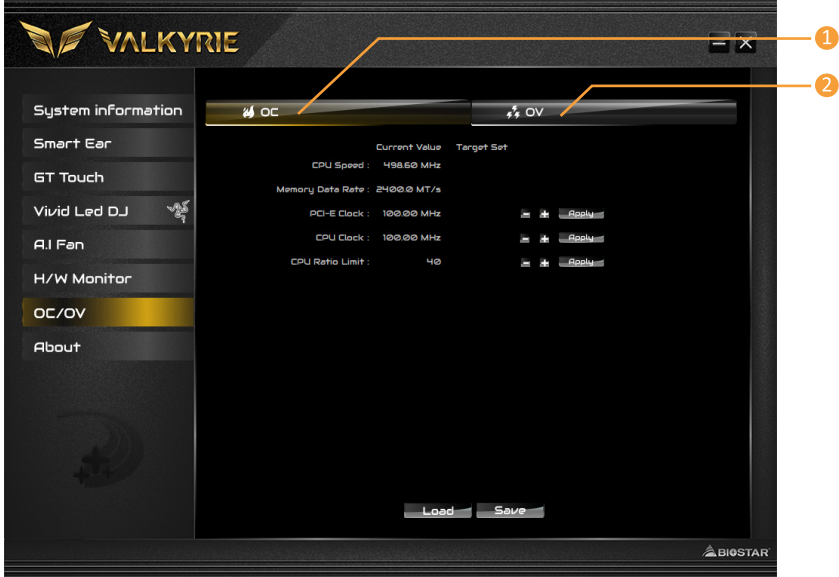 VALKYRIE
1
2
System information
Smart Ear
GT Touch
Vivid Led DJ
A.I Fan
H/W Monitor
OC/OV
About
OC
OV
Current Value Target Set
CPU Speed : 498.60 MHz
Memory Data Rate : 2400.0 MT/s
PCI-E Clock : 100.00 MHz - + Apply
CPU Clock : 100.00 MHz - + Apply
CPU Ratio Limit : 40 - + Apply
Load Save
BIOSTAR